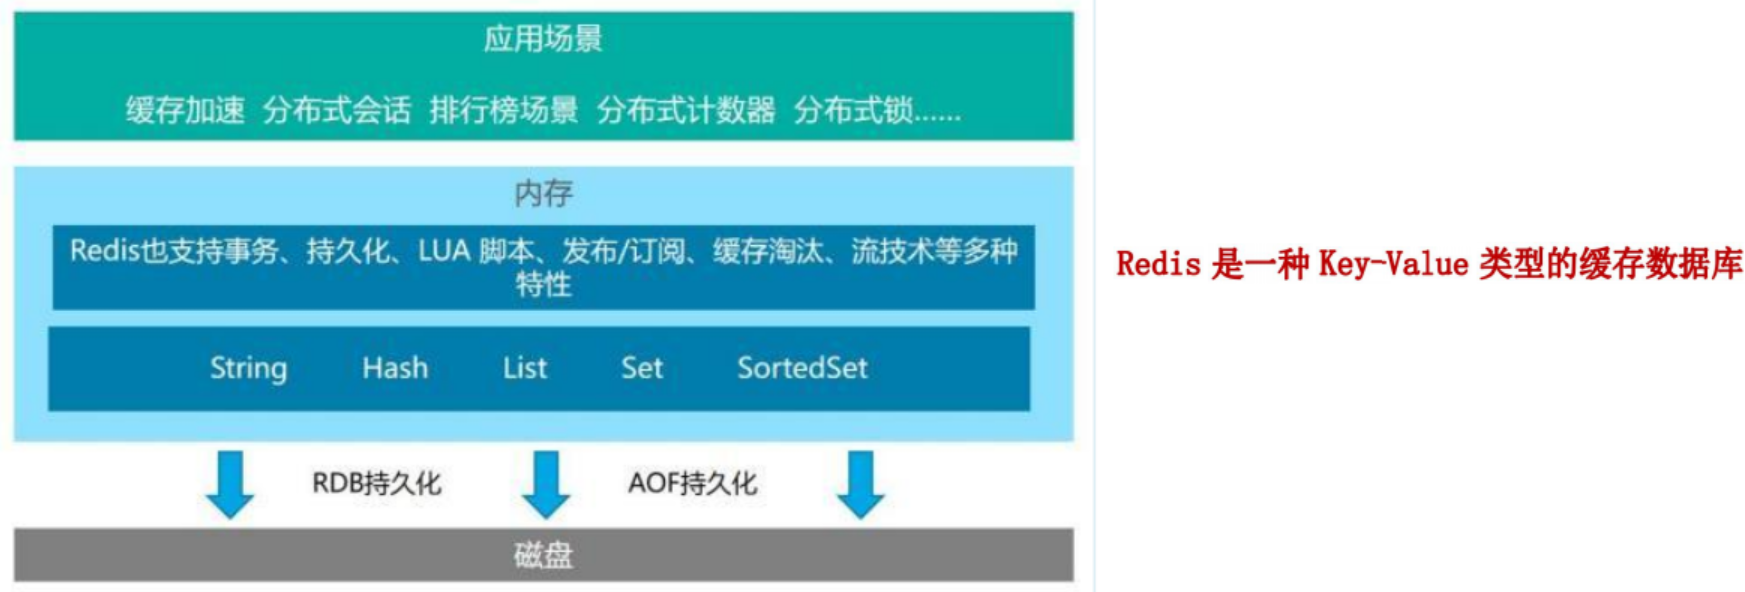 应用场景
缓存加速 分布式会话 排行榜场景 分布式计数器 分布式锁......
内存
Redis也支持事务、持久化、LUA 脚本、发布/订阅、缓存淘汰、流技术等多种
特性
String Hash List Set SortedSet
RDB持久化 AOF持久化
磁盘
Redis 是一种 Key-Value 类型的缓存数据库